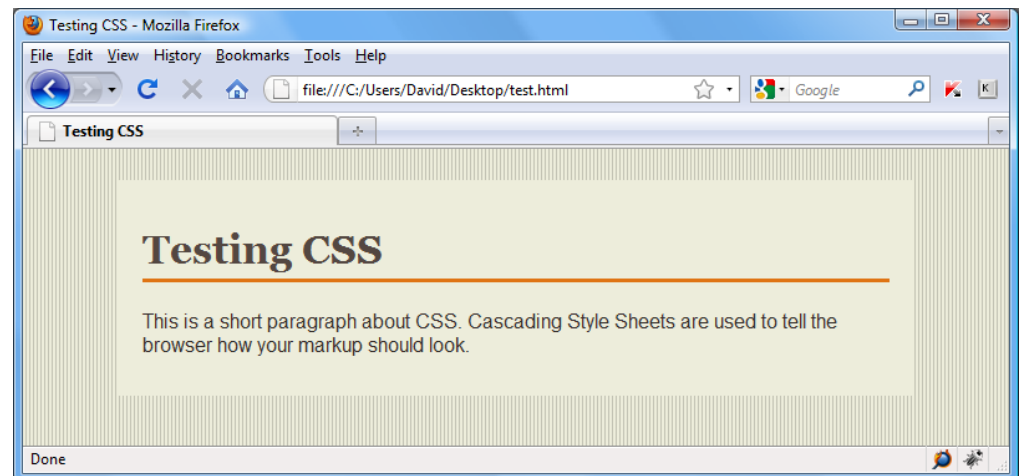 Testing CSS - Mozilla Firefox
File Edit View History Bookmarks Tools Help
file:///C:/Users/David/Desktop/test.html Google K
Testing CSS
Testing CSS
This is a short paragraph about CSS. Cascading Style Sheets are used to tell the
browser how your markup should look.
Done